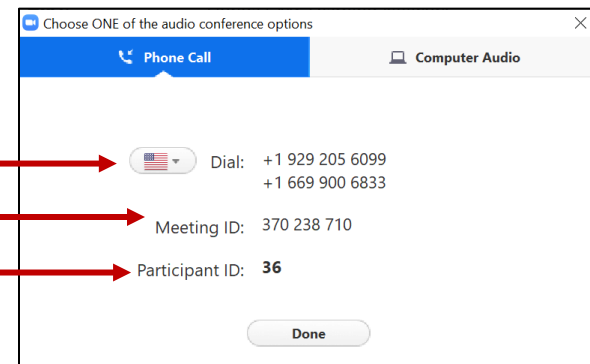 Choose ONE of the audio conference options
Phone Call
Computer Audio
Dial: +1 929 205 6099
+1 669 900 6833
Meeting ID: 370 238 710
Participant ID: 36
Done